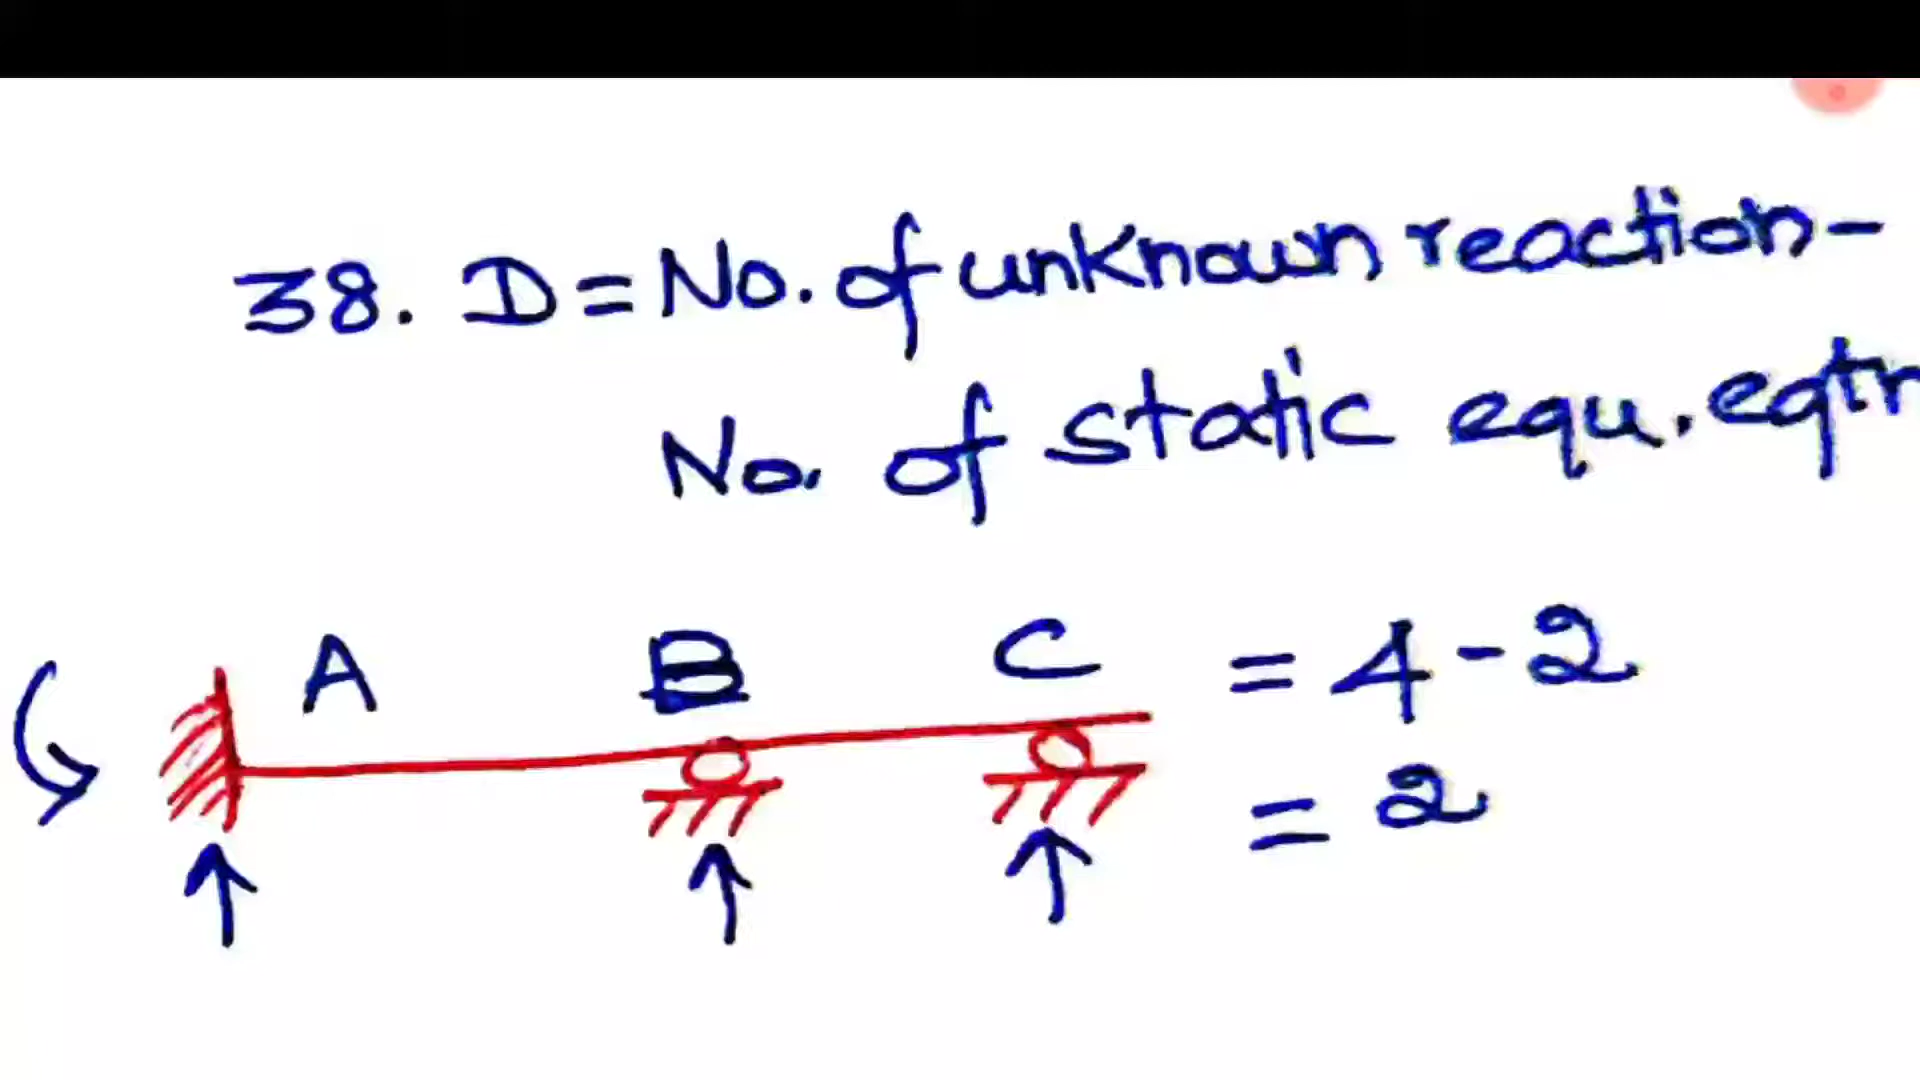 38. D = No. of unknown reaction -
No. of static equ. eqtn
A B C = 4 - 2
= 2